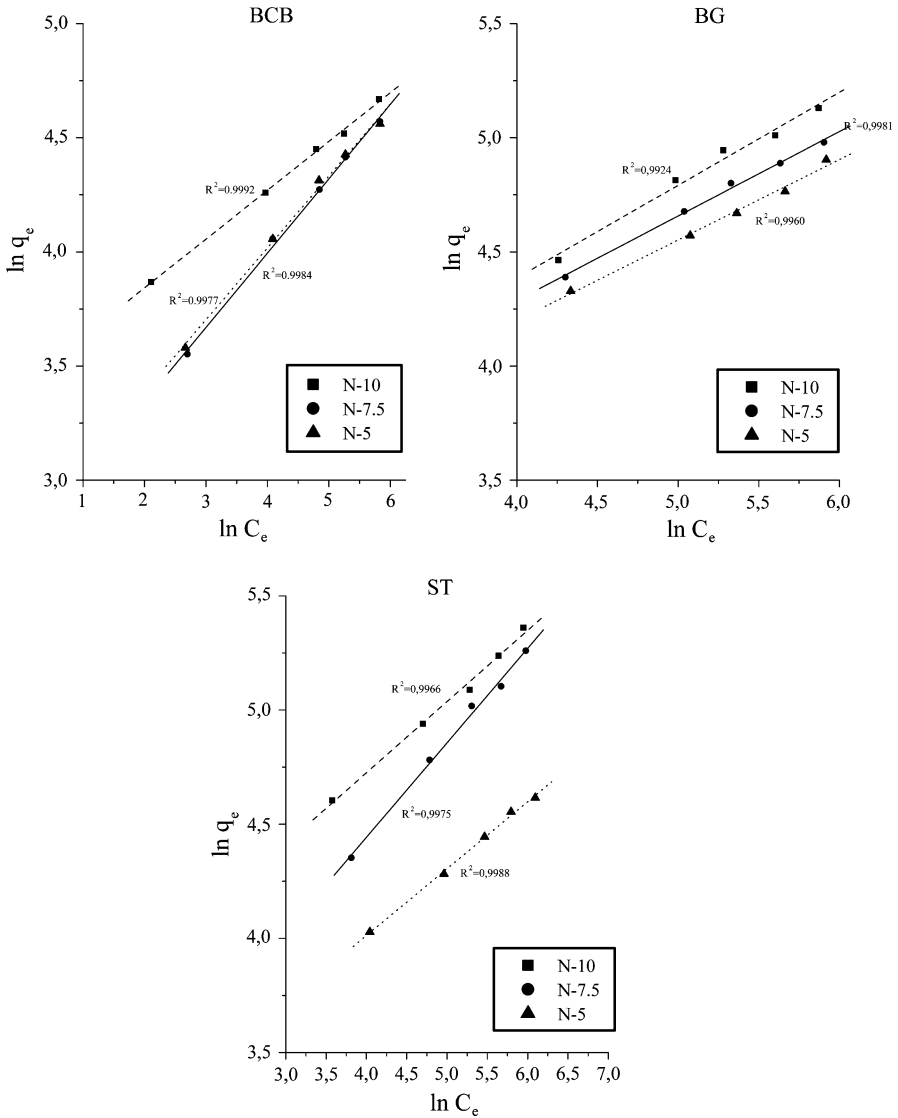 BCB
5,0
4,5
4,0
3,5
3,0
ln qe
R2=0.9992
R2=0.9984
R2=0.9977
N-10
N-7.5
N-5
1 2 3 4 5 6
ln Ce
BG
5,5
5,0
4,5
4,0
3,5
ln qe
R2=0,9981
R2=0,9924
R2=0,9960
N-10
N-7.5
N-5
4,0 4,5 5,0 5,5 6,0
ln Ce
ST
5,5
5,0
4,5
4,0
3,5
ln qe
R2=0,9966
R2=0,9975
R2=0,9988
N-10
N-7.5
N-5
3,0 3,5 4,0 4,5 5,0 5,5 6,0 6,5 7,0
ln Ce